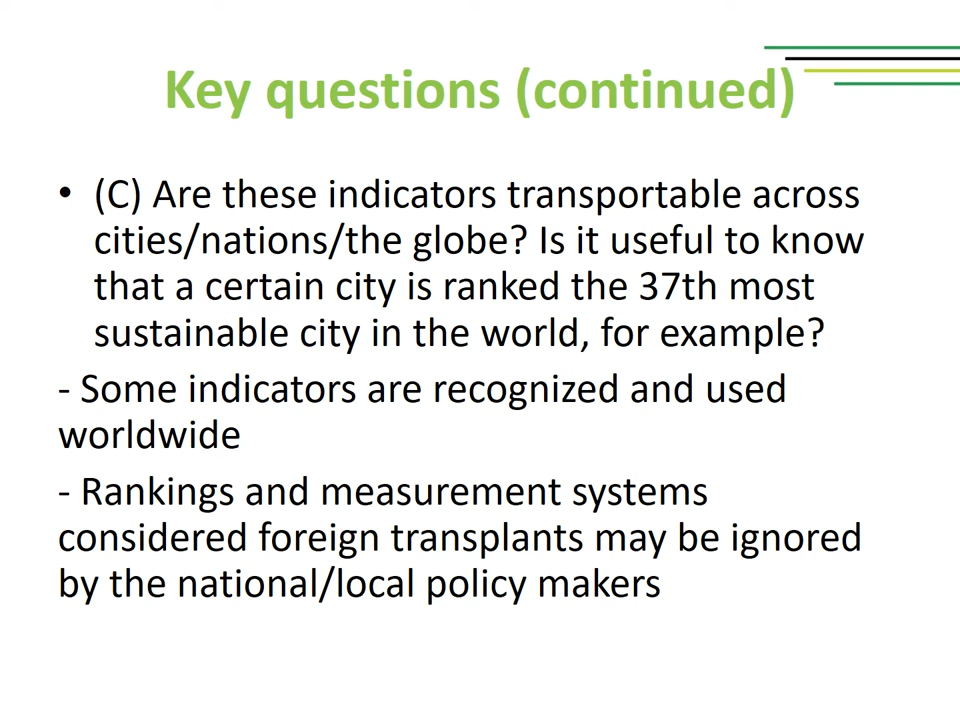 Key questions (continued)
• (C) Are these indicators transportable across
cities/nations/the globe? Is it useful to know
that a certain city is ranked the 37th most
sustainable city in the world, for example?
- Some indicators are recognized and used
worldwide
- Rankings and measurement systems
considered foreign transplants may be ignored
by the national/local policy makers